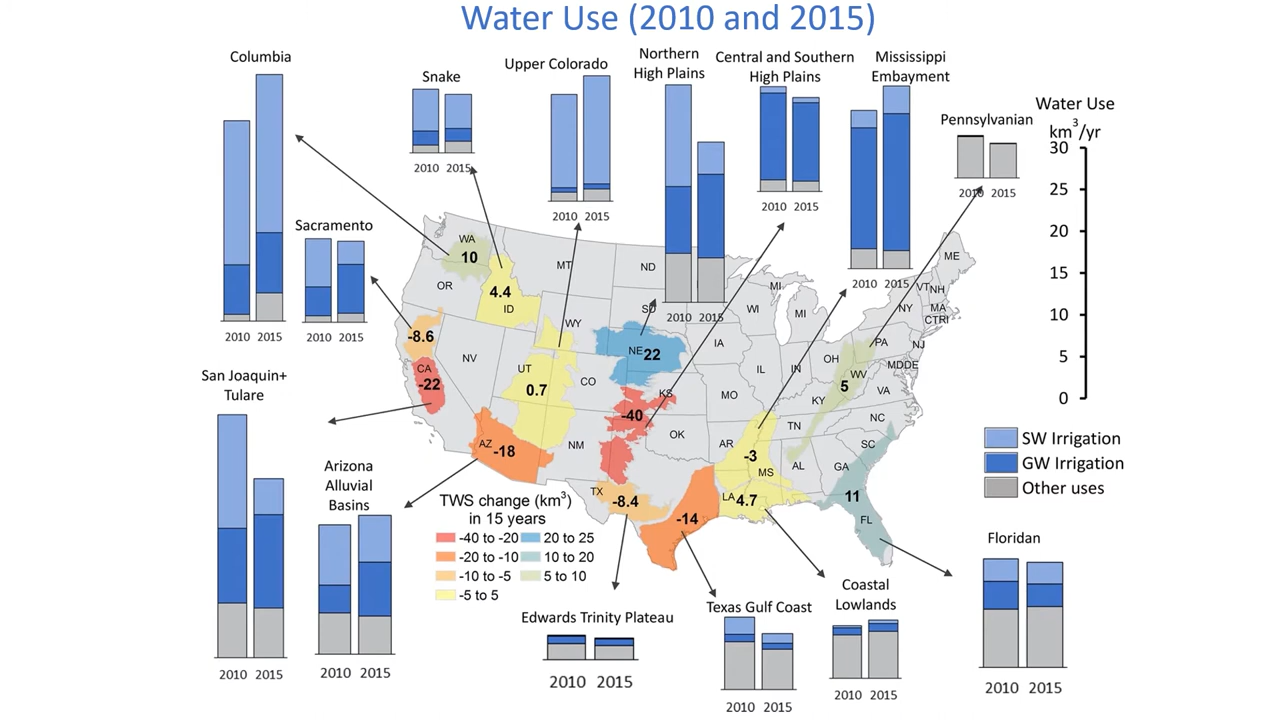 Water Use (2010 and 2015)
Columbia
2010 2015
Snake
2010 2015
Upper Colorado
2010 2015
Northern
High Plains
2010 2015
Central and Southern
High Plains
2010 2015
Mississippi
Embayment
2010 2015
Pennsylvanian
2010 2015
Water Use
km³/yr
30
25
20
15
10
5
0
Sacramento
2010 2015
San Joaquin+
Tulare
2010 2015
Arizona
Alluvial
Basins
2010 2015
WA
10
MT
ND
OR
4.4
ID
SD
WY
-8.6
NV
UT
0.7
CO
NE 22
CA
-22
KS
-40
AZ -18
NM
OK
TX
-8.4
-14
MO
AR
-3
MS
LA 4.7
IA
WI
MI
MI
IL
IN
OH
KY
TN
AL
GA
11
FL
SC
NC
VA
WV
5
PA
NY
NJ
MDDE
CTRI
MA
VT NH
ME
TWS change (km³)
in 15 years
-40 to -20
-20 to -10
-10 to -5
-5 to 5
20 to 25
10 to 20
5 to 10
SW Irrigation
GW Irrigation
Other uses
Edwards Trinity Plateau
2010 2015
Texas Gulf Coast
2010 2015
Coastal
Lowlands
2010 2015
Floridan
2010 2015